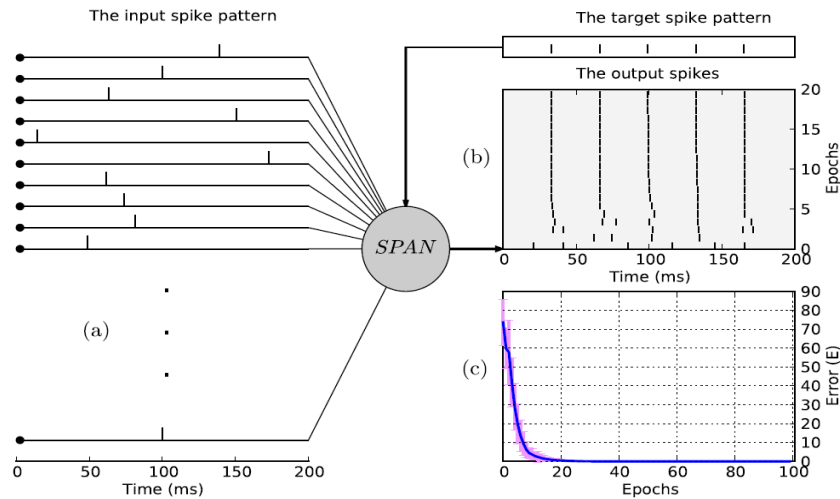 The input spike pattern
The target spike pattern
The output spikes
(b)
20
15
10
5
0
Epochs
0 50 100 150 200
Time (ms)
SPAN
(a)
0 50 100 150 200
Time (ms)
(c)
90
80
70
60
50
40
30
20
10
0
Error (E)
0 20 40 60 80 100
Epochs